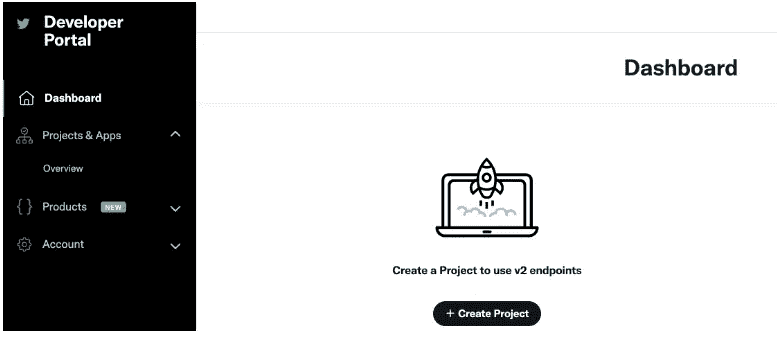 Developer
Portal
Dashboard
Projects & Apps
Overview
Products NEW
Account
Dashboard
Create a Project to use v2 endpoints
+ Create Project